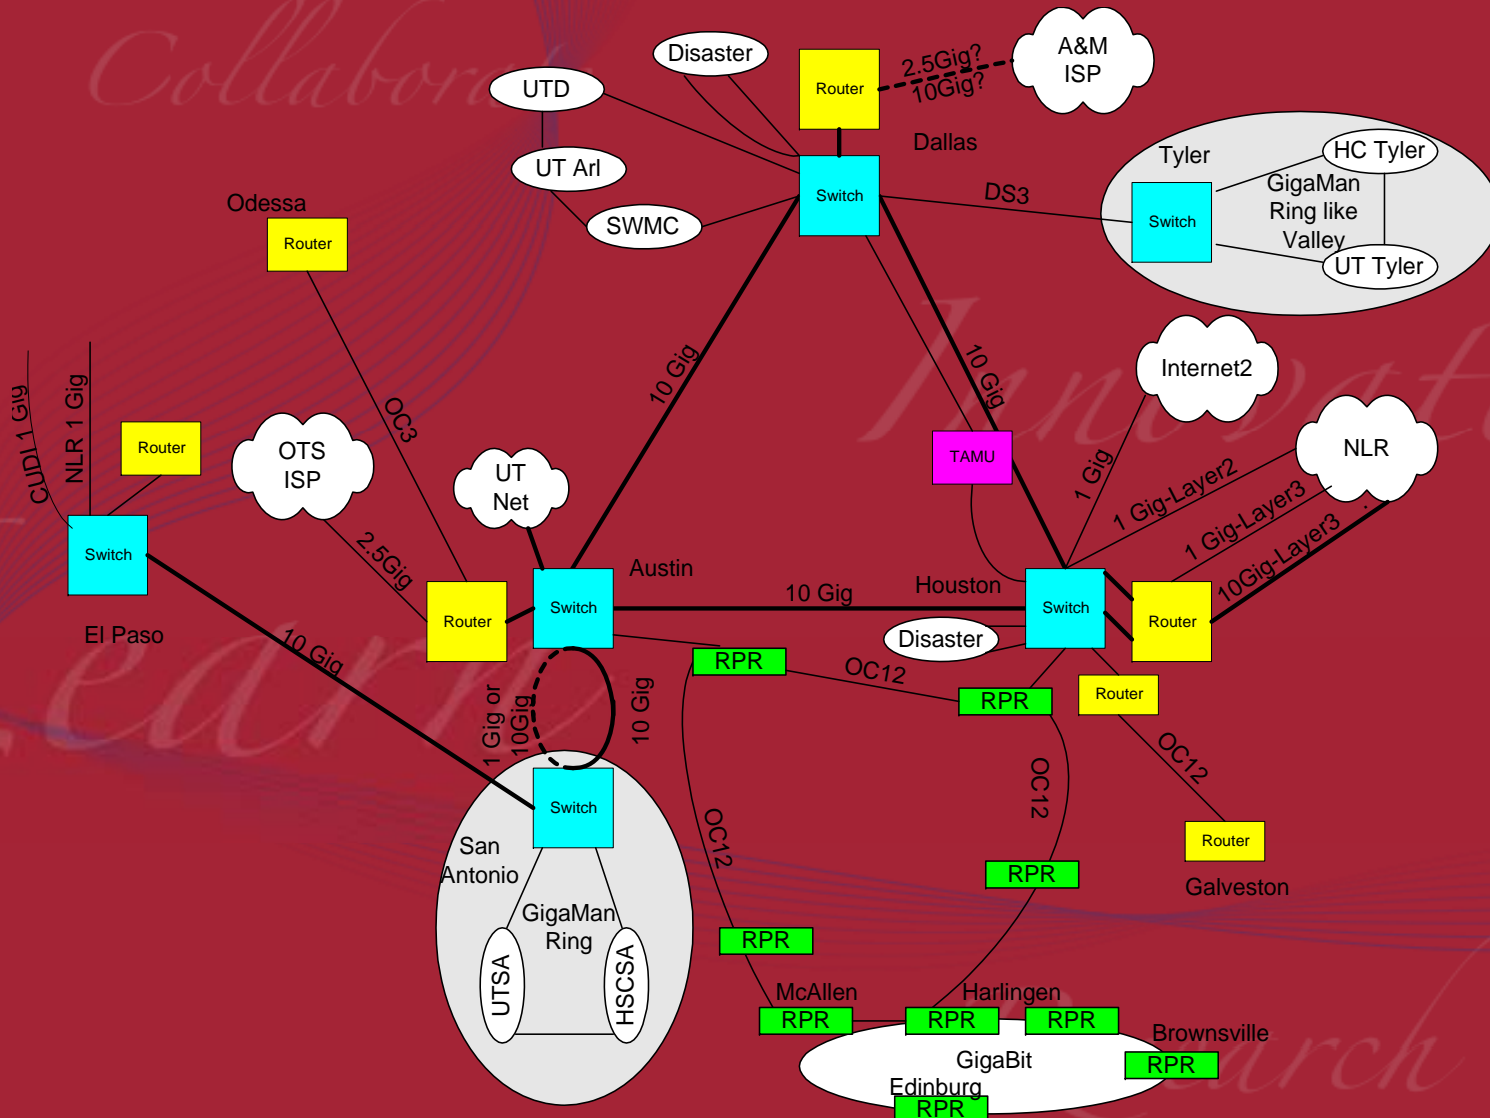 Collabora
Disaster
UTD
Router
2.5Gig?
10Gig?
A&M
ISP
Dallas
UT Arl
Switch
SWMC
DS3
Tyler
HC Tyler
Switch
GigaMan
Ring like
Valley
UT Tyler
Odessa
Router
10 Gig
10 Gig
Internet2
Innovat
CUDI 1 Gig
NLR 1 Gig
Router
OTS
ISP
OC3
UT
Net
TAMU
1 Gig
NLR
1 Gig-Layer2
1 Gig-Layer3
10Gig-Layer3
Switch
2.5Gig
Austin
Houston
Switch
10 Gig
Switch
Router
Router
El Paso
Disaster
10 Gig
RPR
OC12
RPR
Router
1 Gig or
10Gig
10 Gig
Learn
OC12
OC12
OC12
Switch
Router
San
Antonio
RPR
Galveston
GigaMan
Ring
UTSA
HSCSA
RPR
McAllen
Harlingen
RPR
RPR
RPR
Brownsville
GigaBit
RPR
Edinburg
RPR
earch